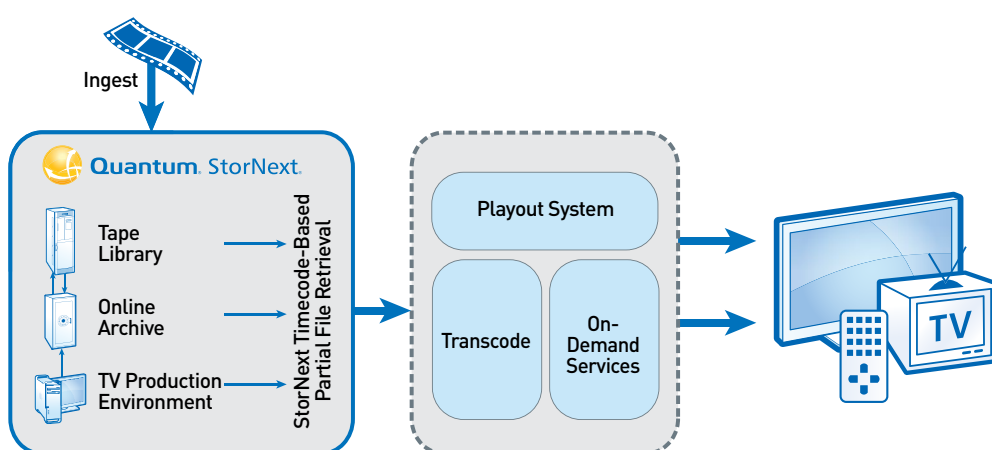 Ingest
Quantum. StorNext.
Tape
Library
Online
Archive
TV Production
Environment
StorNext Timecode-Based
Partial File Retrieval
Playout System
Transcode
On-
Demand
Services
TV